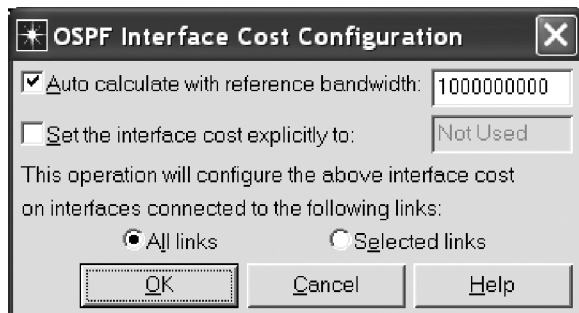 OSPF Interface Cost Configuration
Auto calculate with reference bandwidth: 1000000000
Set the interface cost explicitly to: Not Used
This operation will configure the above interface cost
on interfaces connected to the following links:
All links Selected links
OK Cancel Help